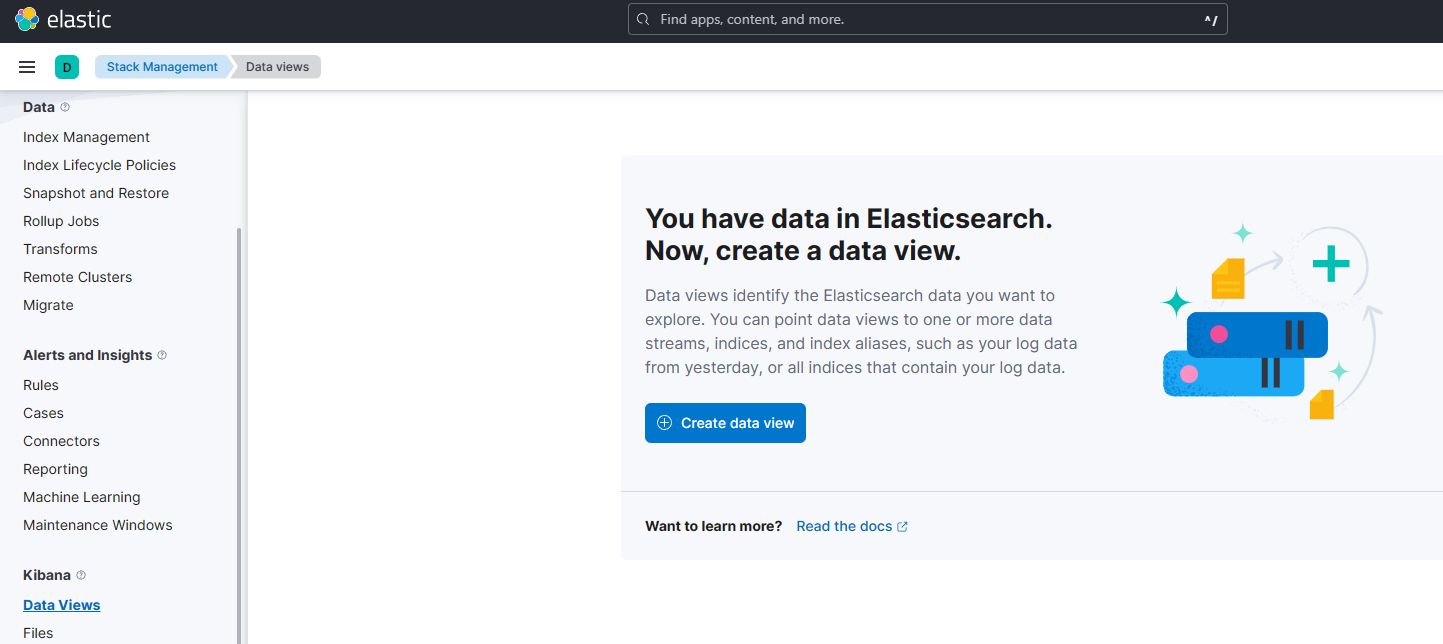 elastic
Find apps, content, and more.
^/
D
Stack Management
Data views
Data
Index Management
Index Lifecycle Policies
Snapshot and Restore
Rollup Jobs
Transforms
Remote Clusters
Migrate
Alerts and Insights
Rules
Cases
Connectors
Reporting
Machine Learning
Maintenance Windows
Kibana
Data Views
Files
You have data in Elasticsearch.
Now, create a data view.
Data views identify the Elasticsearch data you want to
explore. You can point data views to one or more data
streams, indices, and index aliases, such as your log data
from yesterday, or all indices that contain your log data.
Create data view
Want to learn more? Read the docs